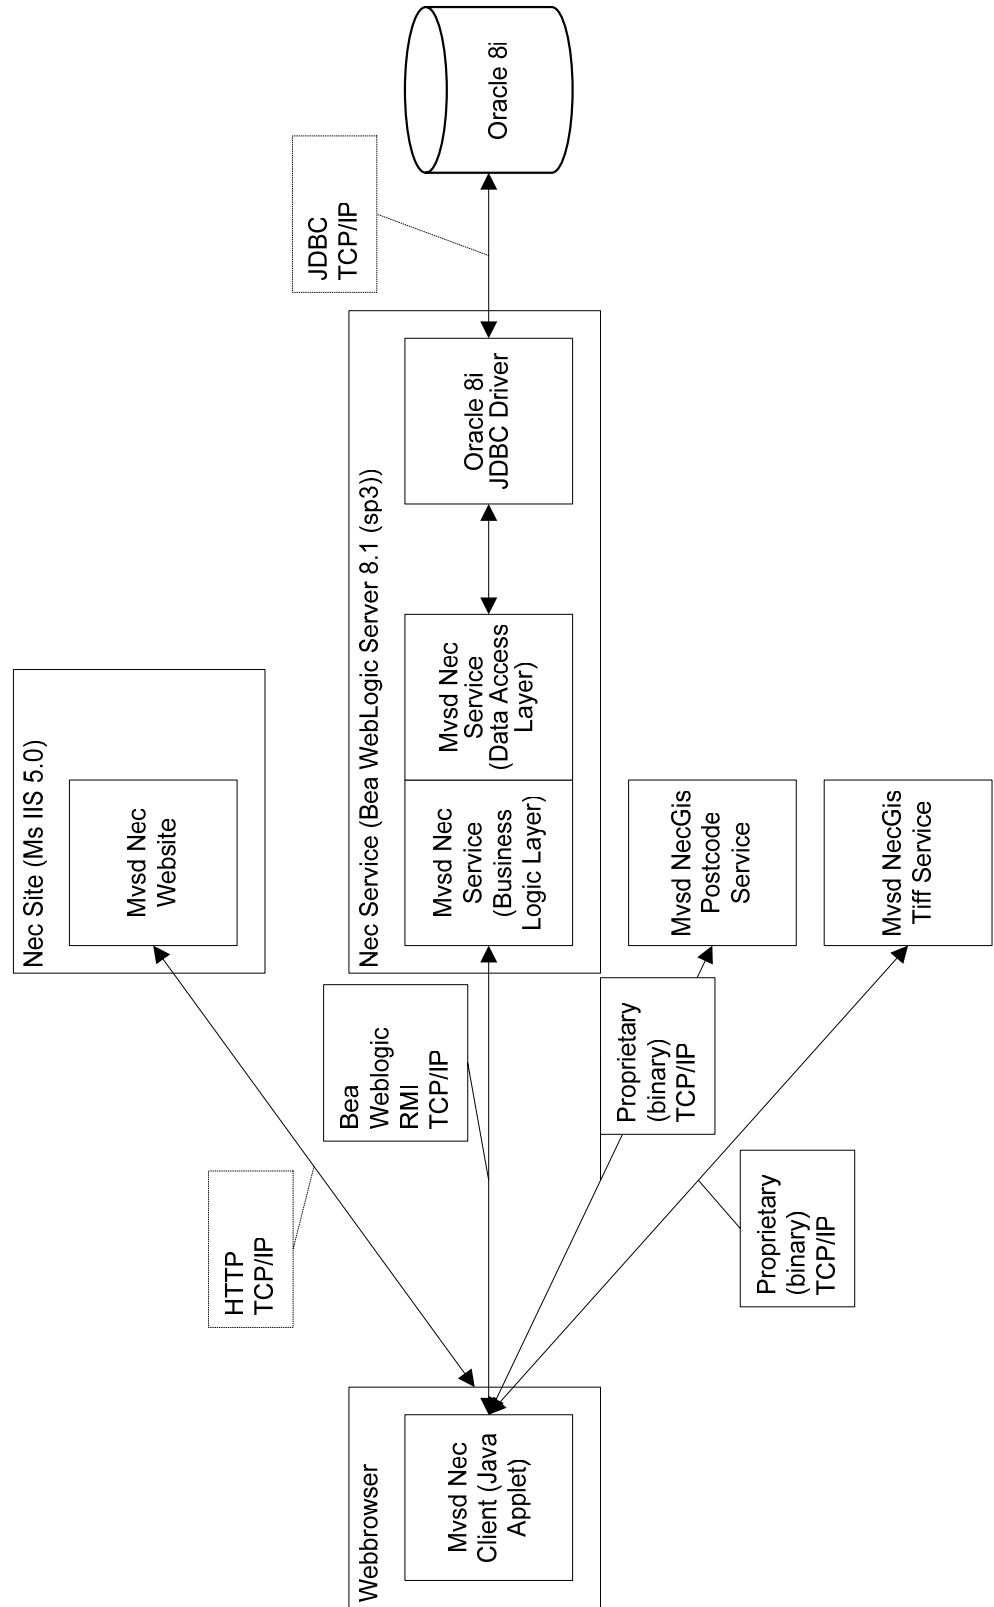 Webbrowser
Mvsd Nec
Client (Java
Applet)
HTTP
TCP/IP
Bea
Weblogic
RMI
TCP/IP
Proprietary
(binary)
TCP/IP
Proprietary
(binary)
TCP/IP
Nec Site (Ms IIS 5.0)
Mvsd Nec
Website
Nec Service (Bea WebLogic Server 8.1 (sp3))
Mvsd Nec
Service
(Business
Logic Layer)
Mvsd Nec
Service
(Data Access
Layer)
Oracle 8i
JDBC Driver
Mvsd NecGis
Postcode
Service
Mvsd NecGis
Tiff Service
JDBC
TCP/IP
Oracle 8i